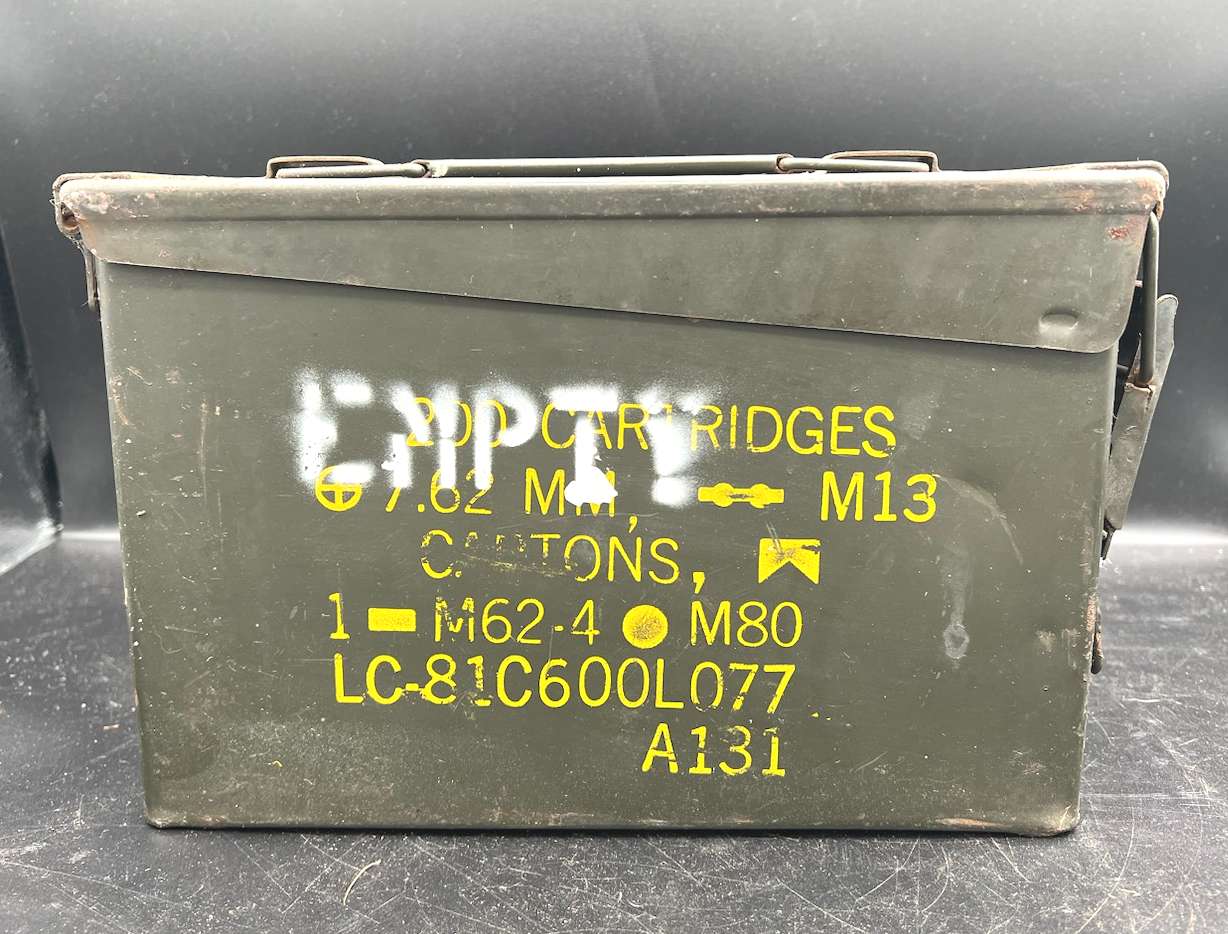 EMPTY
200 CARTRIDGES
7.62 MM, M13
CARTONS,
1 M62-4 M80
LC-81C600L077
A131